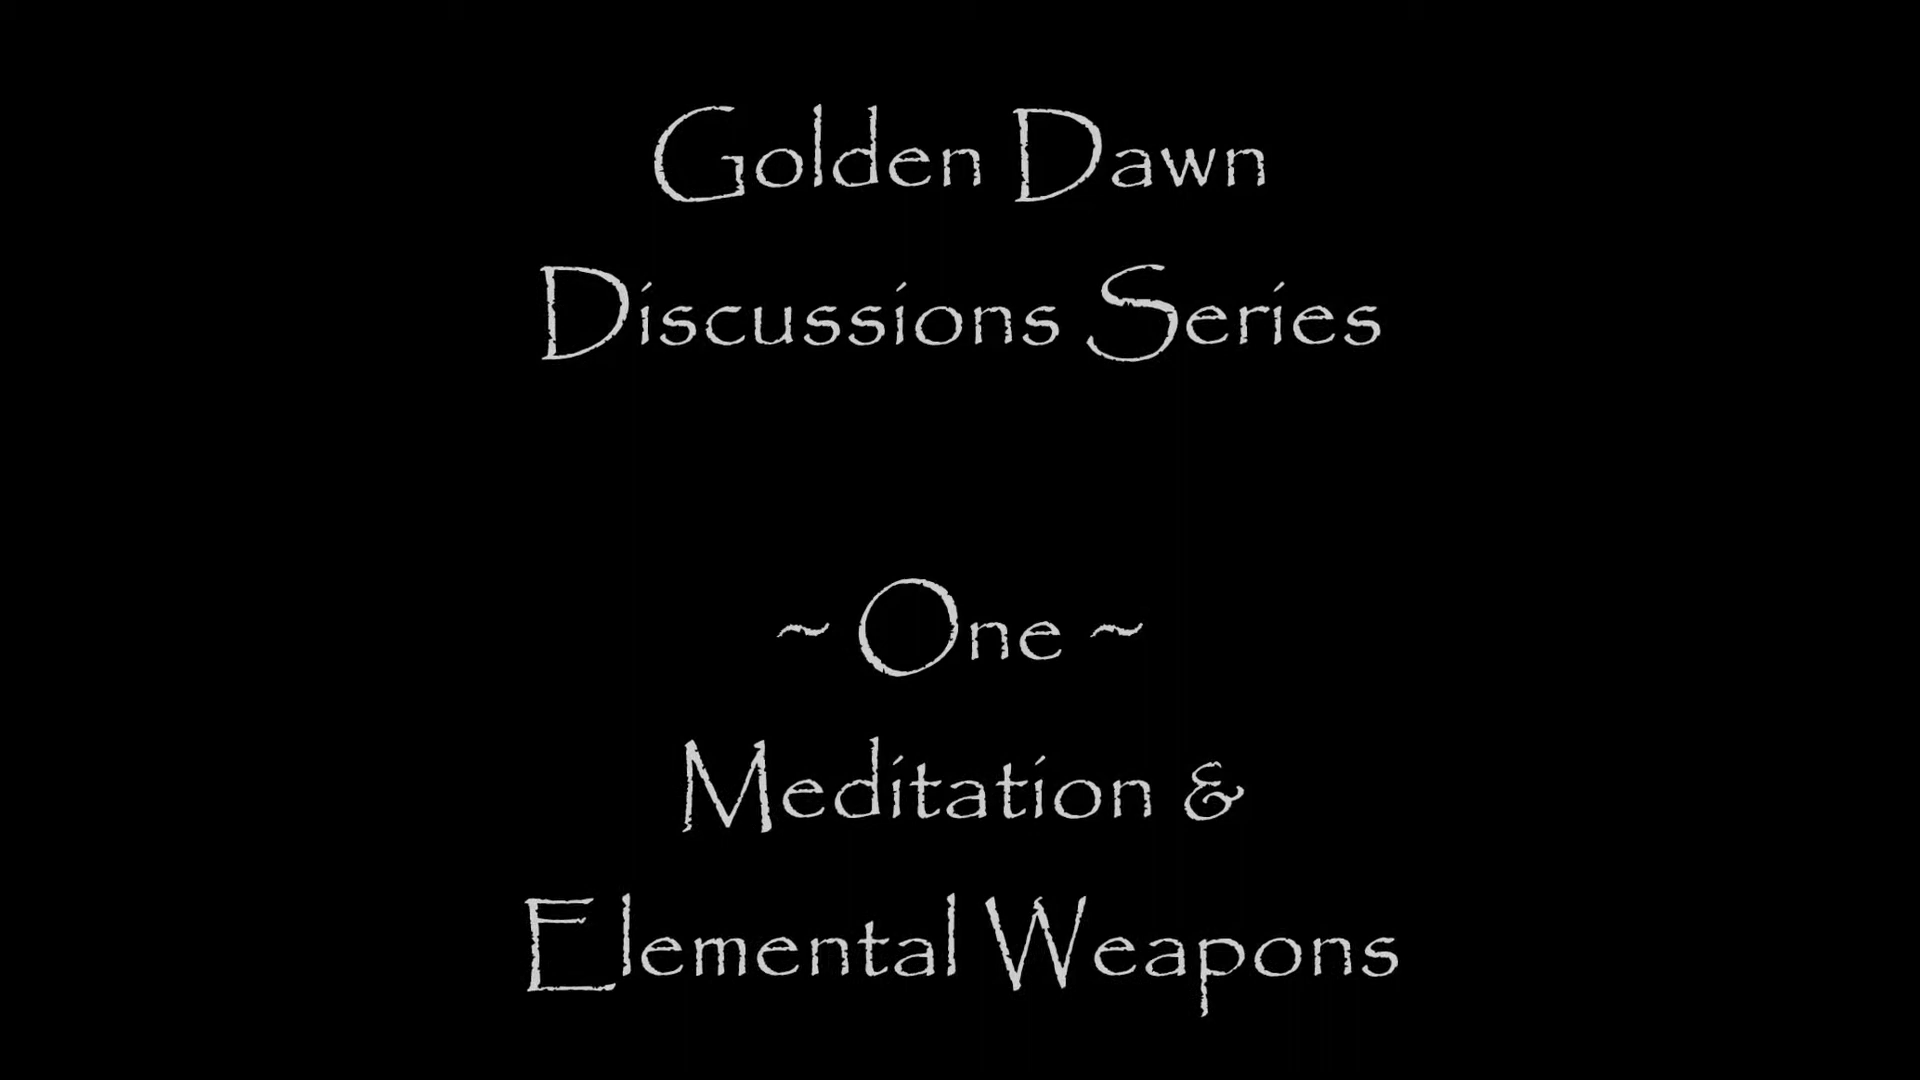 Golden Dawn
Discussions Series
~ One ~
Meditation &
Elemental Weapons